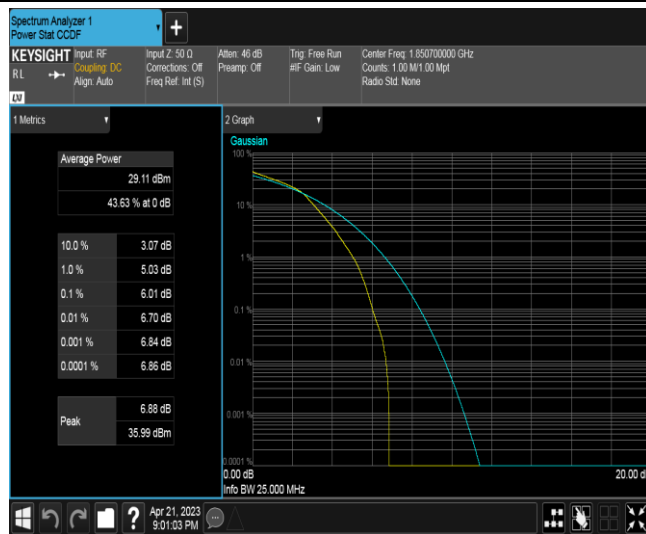 Spectrum Analyzer 1
Power Stat CCDF
+
KEYSIGHT
RL
LXI
Input: RF
Coupling: DC
Align: Auto
Input Z: 50 Ω
Corrections: Off
Freq Ref: Int (S)
Atten: 46 dB
Preamp: Off
Trig: Free Run
#IF Gain: Low
Center Freq: 1.850700000 GHz
Counts: 1.00 M/1.00 Mpt
Radio Std: None
1 Metrics
Average Power
29.11 dBm
43.63 % at 0 dB
10.0 % 3.07 dB
1.0 % 5.03 dB
0.1 % 6.01 dB
0.01 % 6.70 dB
0.001 % 6.84 dB
0.0001 % 6.86 dB
Peak
6.88 dB
35.99 dBm
2 Graph
Gaussian
100 %
10 %
1 %
0.1 %
0.01 %
0.001 %
0.0001 %
0.00 dB
20.00 d
Info BW 25.000 MHz
?
Apr 21, 2023
9:01:03 PM